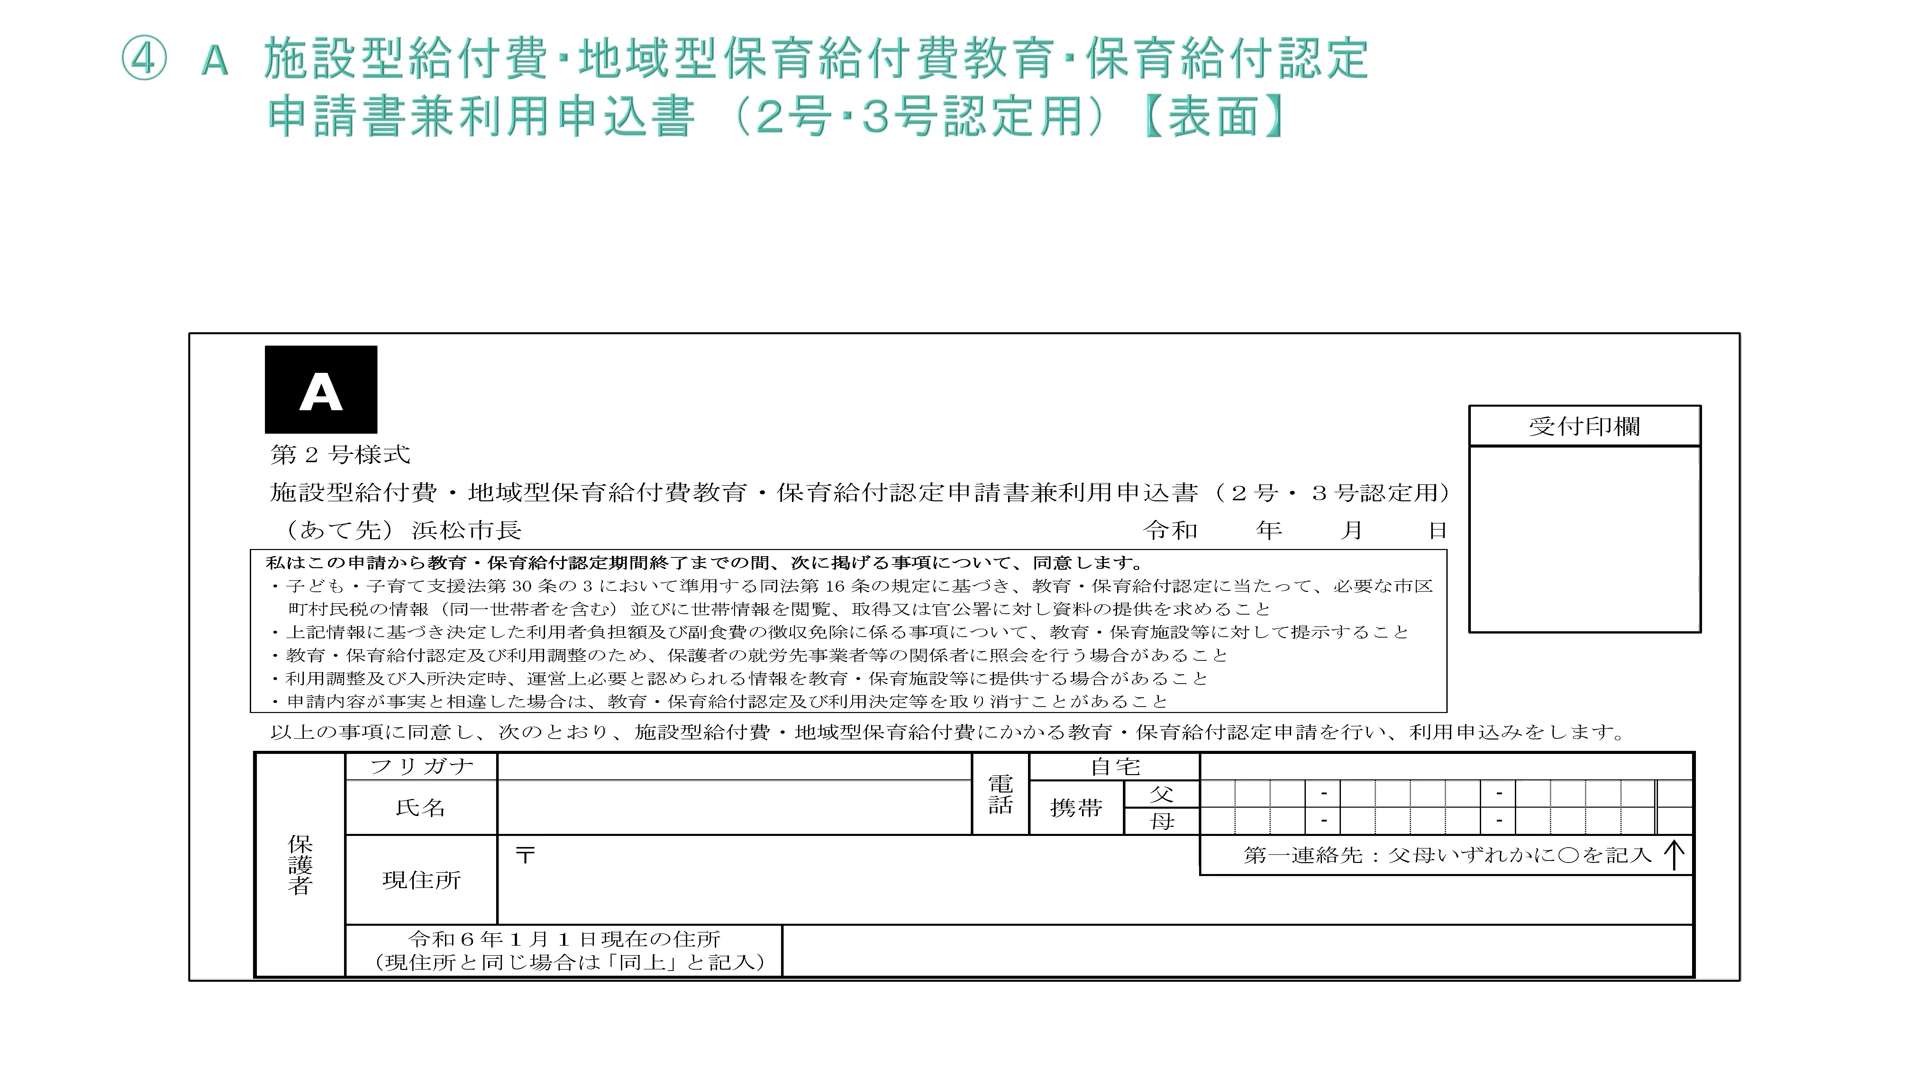 ④ A 施設型給付費・地域型保育給付費教育・保育給付認定
申請書兼利用申込書（２号・３号認定用）【表面】
A
受付印欄
第２号様式
施設型給付費・地域型保育給付費教育・保育給付認定申請書兼利用申込書（２号・３号認定用）
（あて先）浜松市長 令和 年 月 日
私はこの申請から教育・保育給付認定期間終了までの間、次に掲げる事項について、同意します。
・子ども・子育て支援法第 30 条の 3 において準用する同法第 16 条の規定に基づき、教育・保育給付認定に当たって、必要な市区
町村民税の情報（同一世帯者を含む）並びに世帯情報を閲覧、取得又は官公署に対し資料の提供を求めること
・上記情報に基づき決定した利用者負担額及び副食費の徴収免除に係る事項について、教育・保育施設等に対して提示すること
・教育・保育給付認定及び利用調整のため、保護者の就労先事業者等の関係者に照会を行う場合があること
・利用調整及び入所決定時、運営上必要と認められる情報を教育・保育施設等に提供する場合があること
・申請内容が事実と相違した場合は、教育・保育給付認定及び利用決定等を取り消すことがあること
以上の事項に同意し、次のとおり、施設型給付費・地域型保育給付費にかかる教育・保育給付認定申請を行い、利用申込みをします。
保護者
フリガナ
氏名
電話
自宅
携帯
父 - -
母 - -
現住所
〒
第一連絡先：父母いずれかに○を記入 ↑
令和６年１月１日現在の住所
（現住所と同じ場合は「同上」と記入）